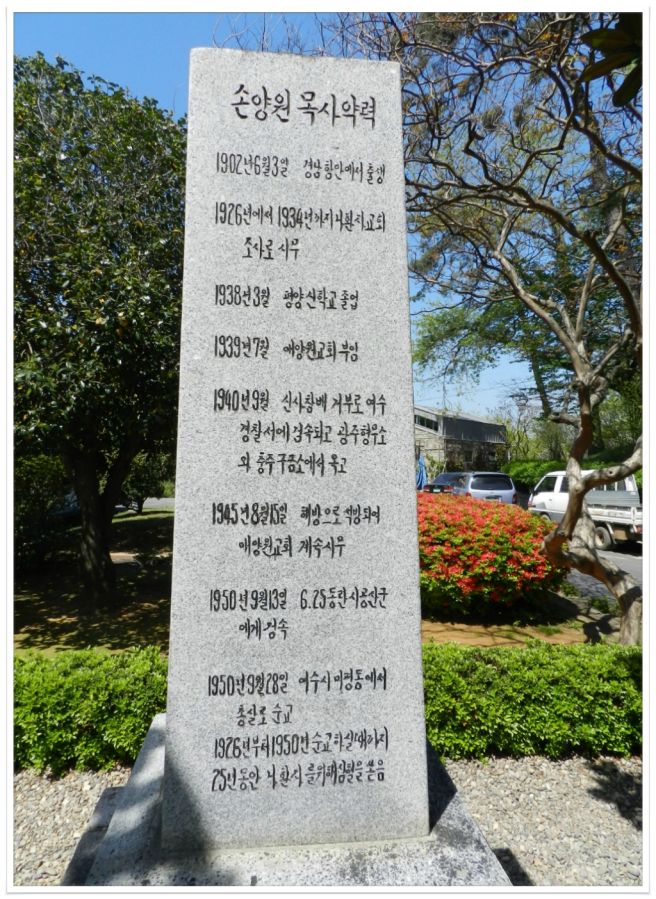 손양원 목사약력
1902년6월3일 경남 함안에서 출생
1926년에서 1934년까지 나환자교회
조사로 시무
1938년3월 평양신학교 졸업
1939년7월 애양원교회 부임
1940년9월 신사참배 거부로 여수
경찰서에 검속되고 광주형무소
와 충주구금소에서 옥고
1945년8월15일 해방으로 석방되어
애양원교회 계속시무
1950년9월13일 6.25동란시공산군
에게 검속
1950년9월28일 여수시 미평동에서
총살로 순교
1926년부터1950년 순교하실때까지
25년동안 나환자를위해 심혈을 쏟음